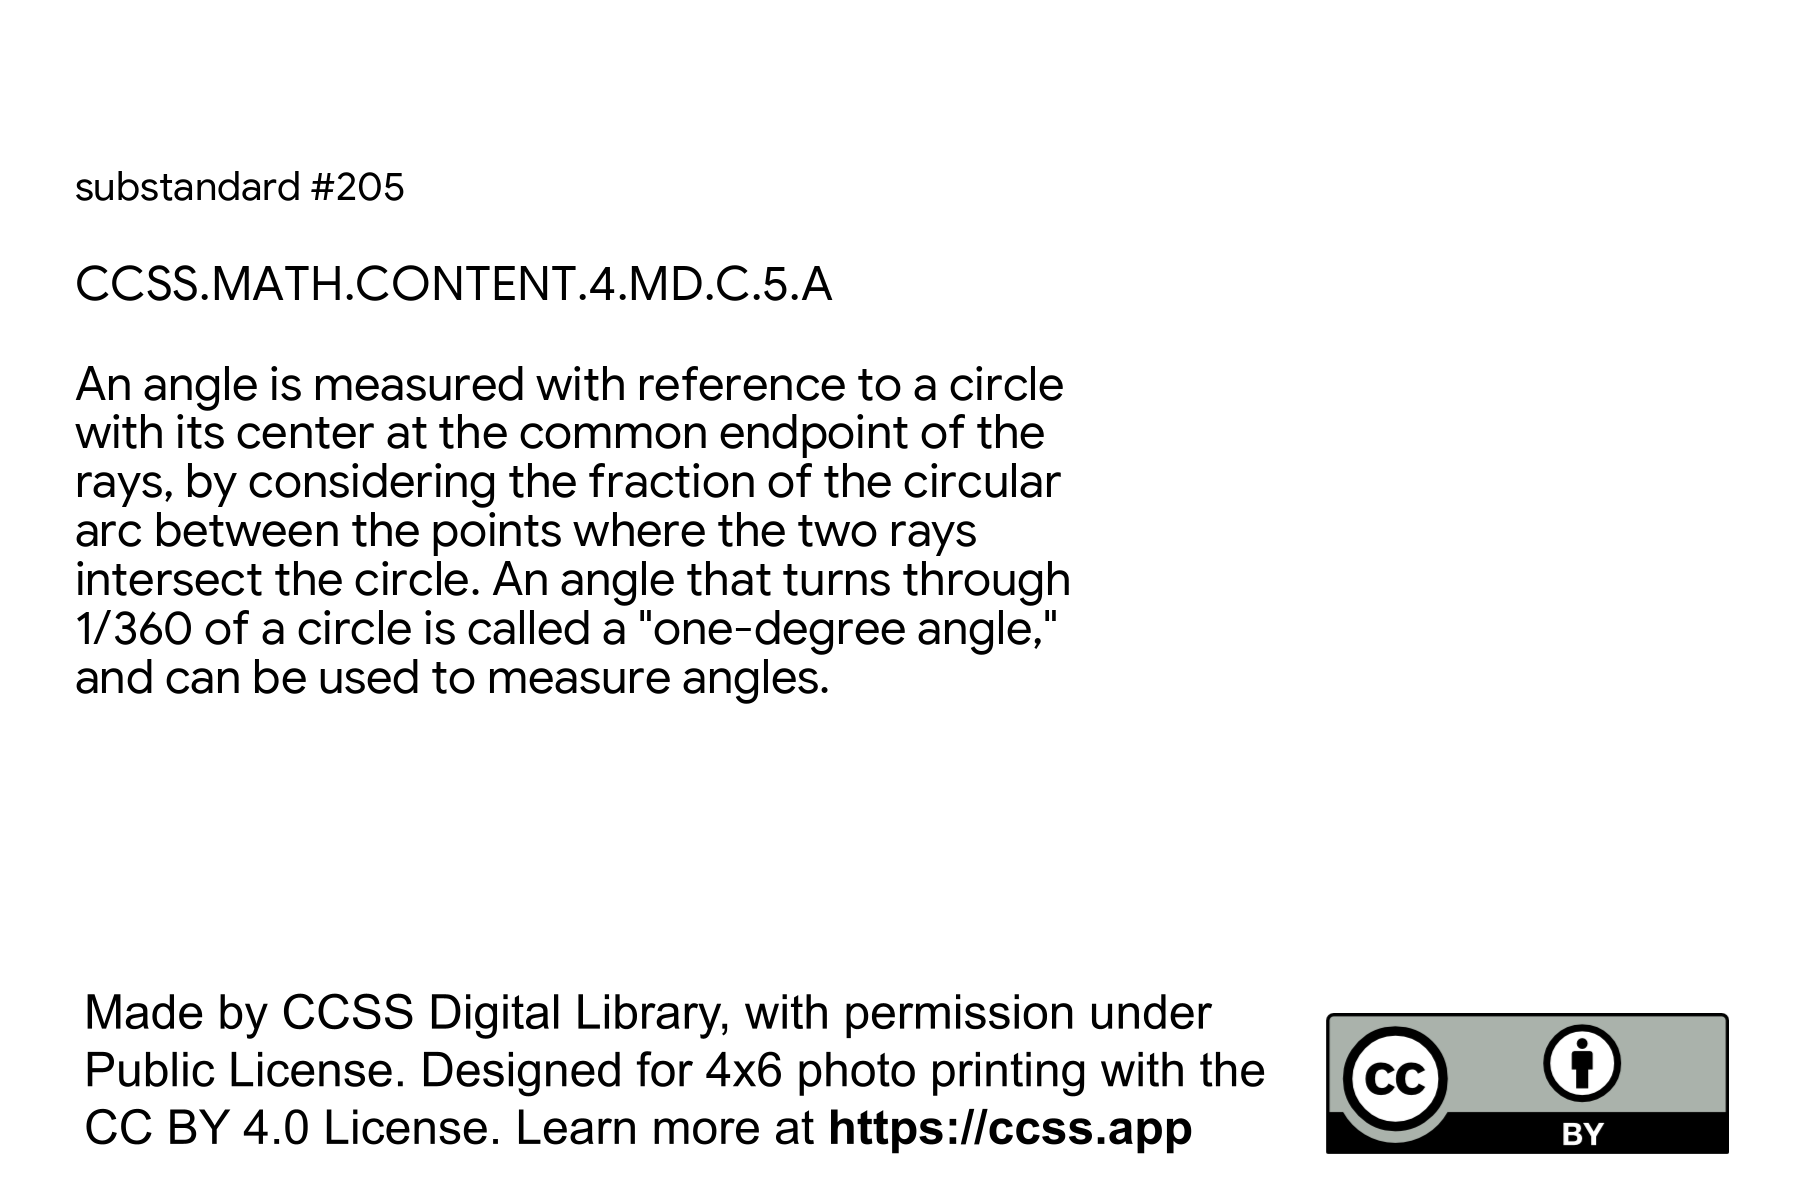 substandard #205
CCSS.MATH.CONTENT.4.MD.C.5.A
An angle is measured with reference to a circle
with its center at the common endpoint of the
rays, by considering the fraction of the circular
arc between the points where the two rays
intersect the circle. An angle that turns through
1/360 of a circle is called a "one-degree angle,"
and can be used to measure angles.
Made by CCSS Digital Library, with permission under
Public License. Designed for 4x6 photo printing with the
CC BY 4.0 License. Learn more at https://ccss.app
CC
BY